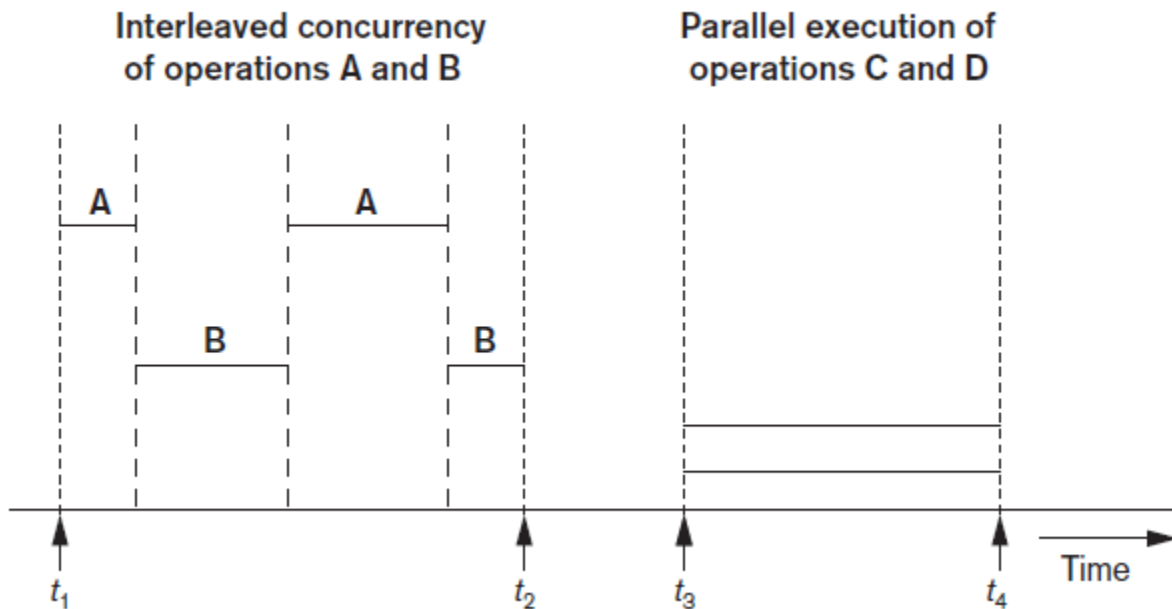 Interleaved concurrency
of operations A and B
Parallel execution of
operations C and D
A
A
B
B
t1
t2
t3
t4
Time